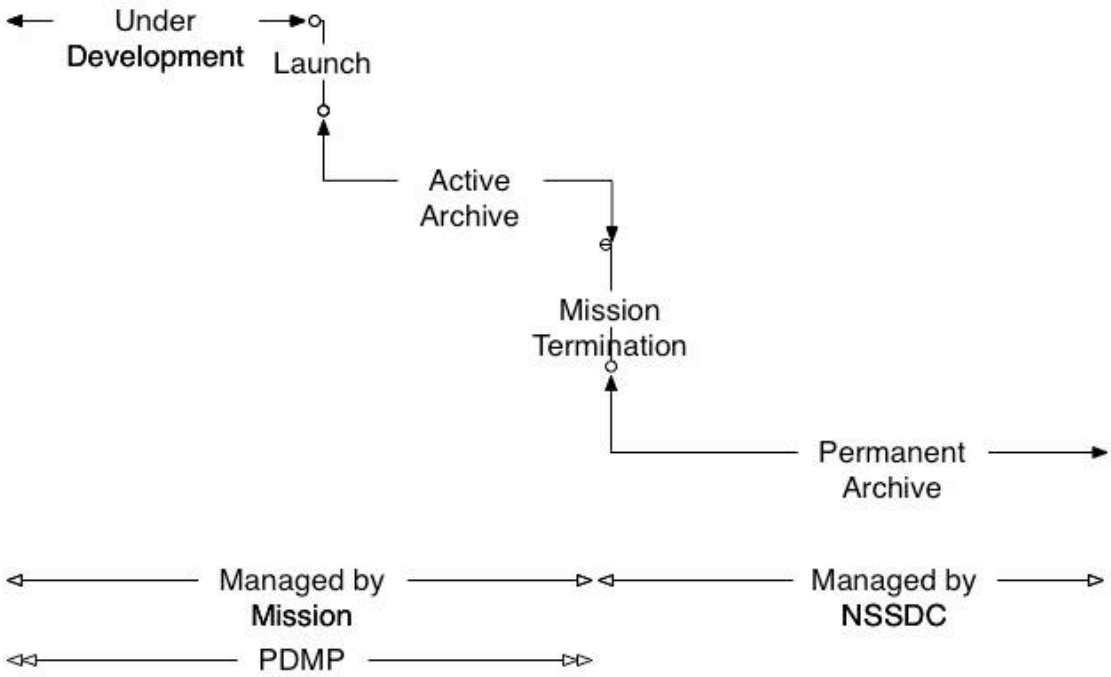 Under
Development
Launch
Active
Archive
Mission
Termination
Permanent
Archive
Managed by
Mission
Managed by
NSSDC
PDMP